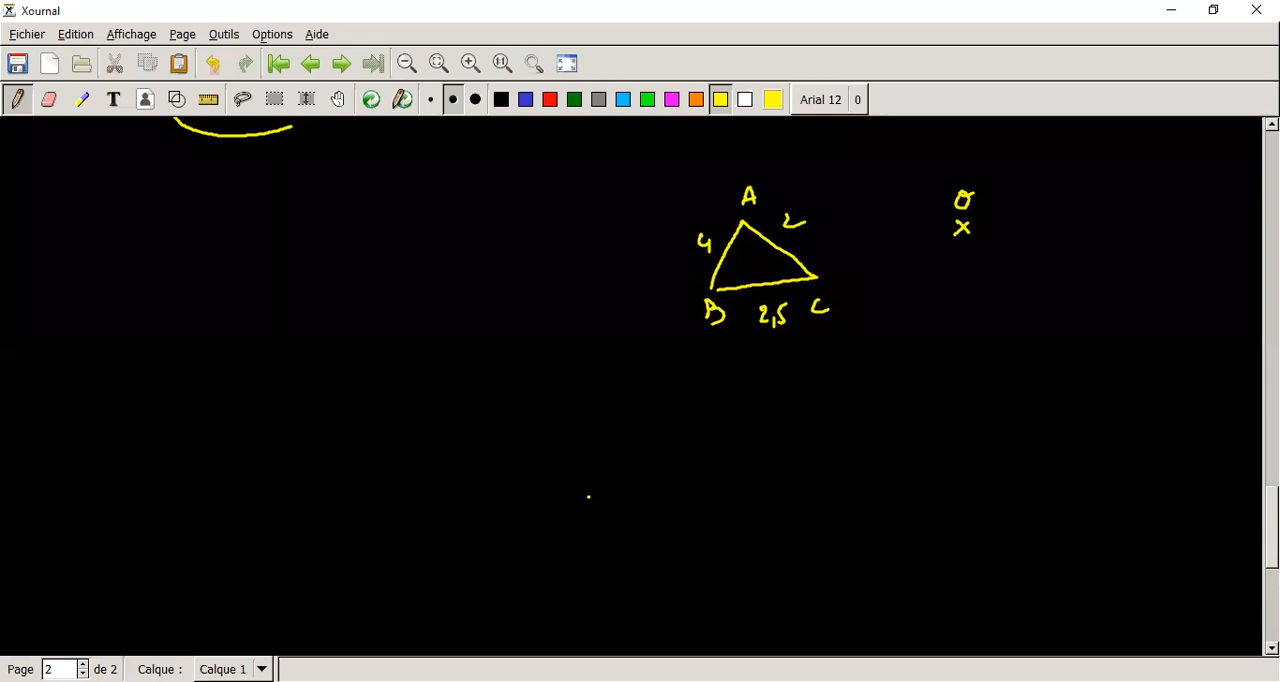 Xournal
Fichier Edition Affichage Page Outils Options Aide
Arial 12 0
A
2
4
B
2,5
C
O
x
Page 2 de 2 Calque : Calque 1